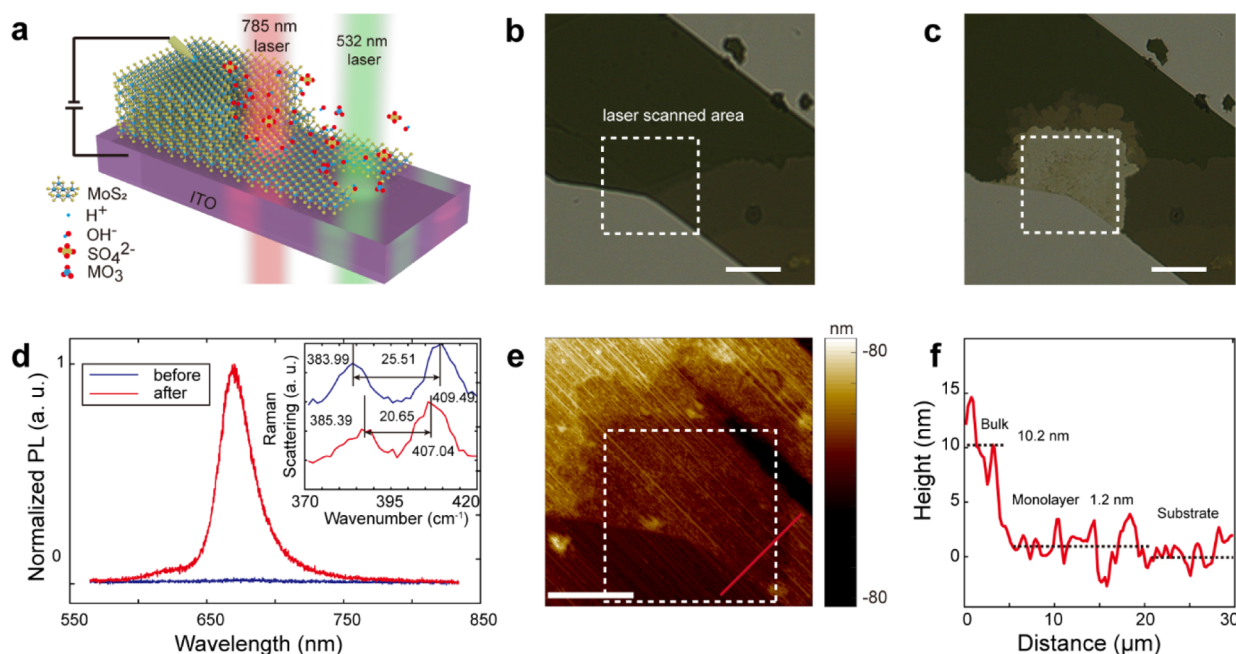 a
785 nm
laser
532 nm
laser
ITO
MoS₂
H⁺
OH⁻
SO₄²⁻
MO₃
b
laser scanned area
c
d
Normalized PL (a. u.)
1
0
before
after
Raman
Scattering (a. u.)
383.99
25.51
409.49
385.39
20.65
407.04
370
395
420
Wavenumber (cm⁻¹)
550
650
750
850
Wavelength (nm)
e
nm
-80
-80
f
Height (nm)
15
10
5
0
Bulk
10.2 nm
Monolayer
1.2 nm
Substrate
0
10
20
30
Distance (μm)